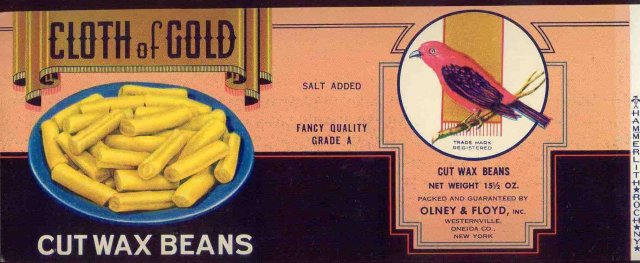 CLOTH of GOLD
CUT WAX BEANS
SALT ADDED
FANCY QUALITY
GRADE A
TRADE MARK
REGISTERED
CUT WAX BEANS
NET WEIGHT 15½ OZ.
PACKED AND GUARANTEED BY
OLNEY & FLOYD, INC.
WESTERNVILLE,
ONEIDA CO.,
NEW YORK
HAMMERLITH ROCH. N.Y.